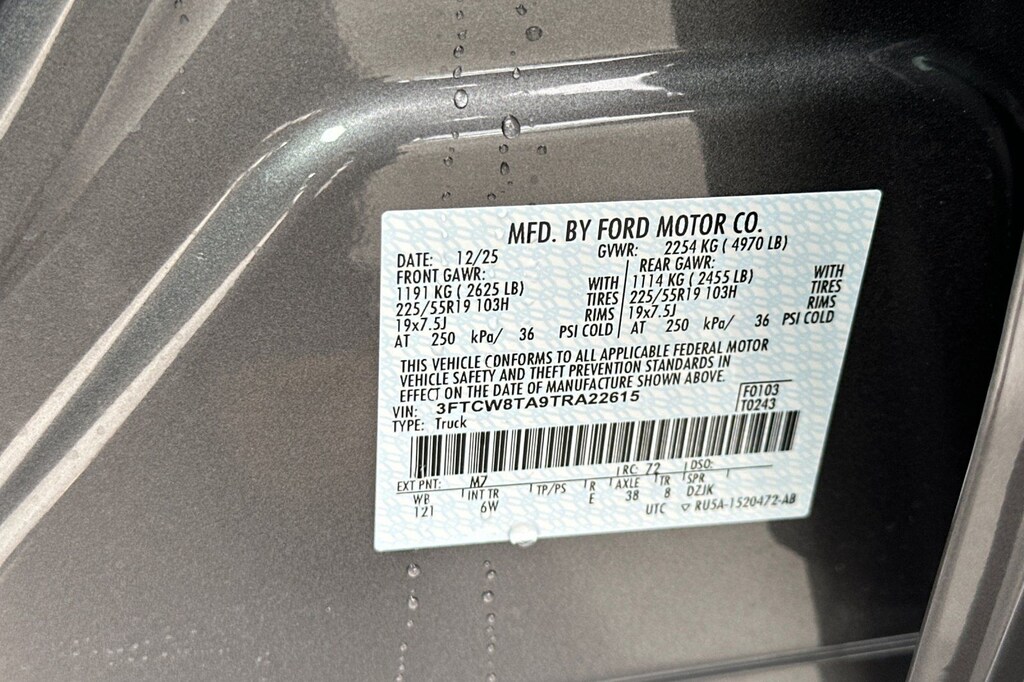 MFD. BY FORD MOTOR CO.
DATE: 12/25 GVWR: 2254 KG ( 4970 LB)
FRONT GAWR: REAR GAWR:
1191 KG ( 2625 LB) WITH 1114 KG ( 2455 LB) WITH
225/55R19 103H TIRES 225/55R19 103H TIRES
19x7.5J RIMS 19x7.5J RIMS
AT 250 kPa/ 36 PSI COLD AT 250 kPa/ 36 PSI COLD
THIS VEHICLE CONFORMS TO ALL APPLICABLE FEDERAL MOTOR
VEHICLE SAFETY AND THEFT PREVENTION STANDARDS IN
EFFECT ON THE DATE OF MANUFACTURE SHOWN ABOVE.
VIN: 3FTCW8TA9TRA22615 F0103
TYPE: Truck T0243
EXT PNT: M7 RC: 72 DSO:
WB INT TR TP/PS R AXLE TR SPR
121 6W E 38 8 DZJK
UTC ▽ RU5A-1520472-AB